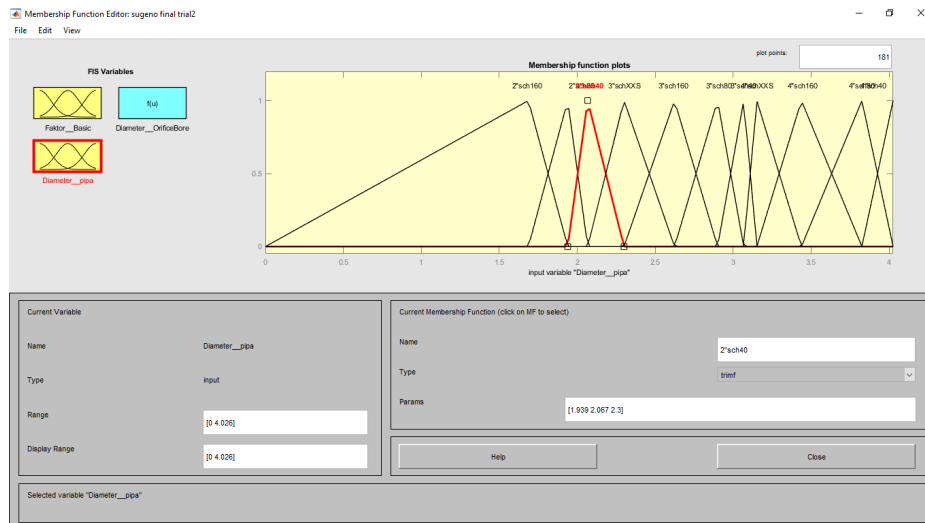 Membership Function Editor: sugeno final trial2
File Edit View
FIS Variables
Faktor__Basic
f(u)
Diameter__OrificeBore
Diameter__pipa
plot points:
181
Membership function plots
2"sch160
3"schXXS
3"sch160
4"sch160
1
0.5
0
0 0.5 1 1.5 2 2.5 3 3.5 4
input variable "Diameter__pipa"
Current Variable
Name
Diameter__pipa
Type
input
Range
[0 4.026]
Display Range
[0 4.026]
Current Membership Function (click on MF to select)
Name
2"sch40
Type
trimf
Params
[1.939 2.067 2.3]
Help
Close
Selected variable "Diameter__pipa"